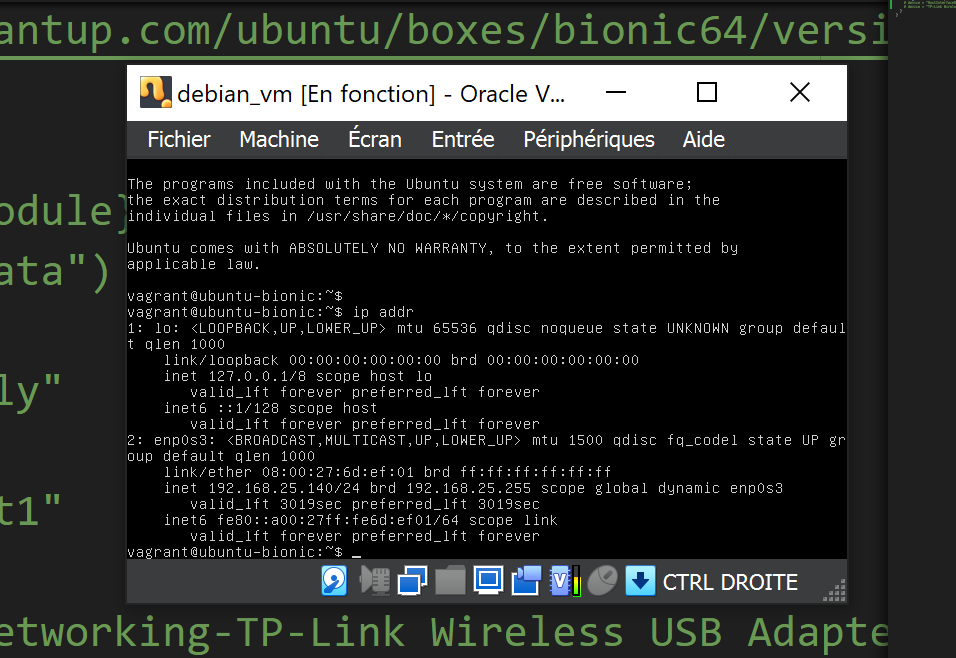 antup.com/ubuntu/boxes/bionic64/versi
debian_vm [En fonction] - Oracle V...
Fichier Machine Écran Entrée Périphériques Aide
The programs included with the Ubuntu system are free software;
the exact distribution terms for each program are described in the
individual files in /usr/share/doc/*/copyright.
Ubuntu comes with ABSOLUTELY NO WARRANTY, to the extent permitted by
applicable law.
vagrant@ubuntu-bionic:~$
vagrant@ubuntu-bionic:~$ ip addr
1: lo: <LOOPBACK,UP,LOWER_UP> mtu 65536 qdisc noqueue state UNKNOWN group defaul
t qlen 1000
link/loopback 00:00:00:00:00:00 brd 00:00:00:00:00:00
inet 127.0.0.1/8 scope host lo
valid_lft forever preferred_lft forever
inet6 ::1/128 scope host
valid_lft forever preferred_lft forever
2: enp0s3: <BROADCAST,MULTICAST,UP,LOWER_UP> mtu 1500 qdisc fq_codel state UP gr
oup default qlen 1000
link/ether 08:00:27:6d:ef:01 brd ff:ff:ff:ff:ff:ff
inet 192.168.25.140/24 brd 192.168.25.255 scope global dynamic enp0s3
valid_lft 3019sec preferred_lft 3019sec
inet6 fe80::a00:27ff:fe6d:ef01/64 scope link
valid_lft forever preferred_lft forever
vagrant@ubuntu-bionic:~$ _
CTRL DROITE
odule}
ata")
ly"
t1"
etworking-TP-Link Wireless USB Adapte